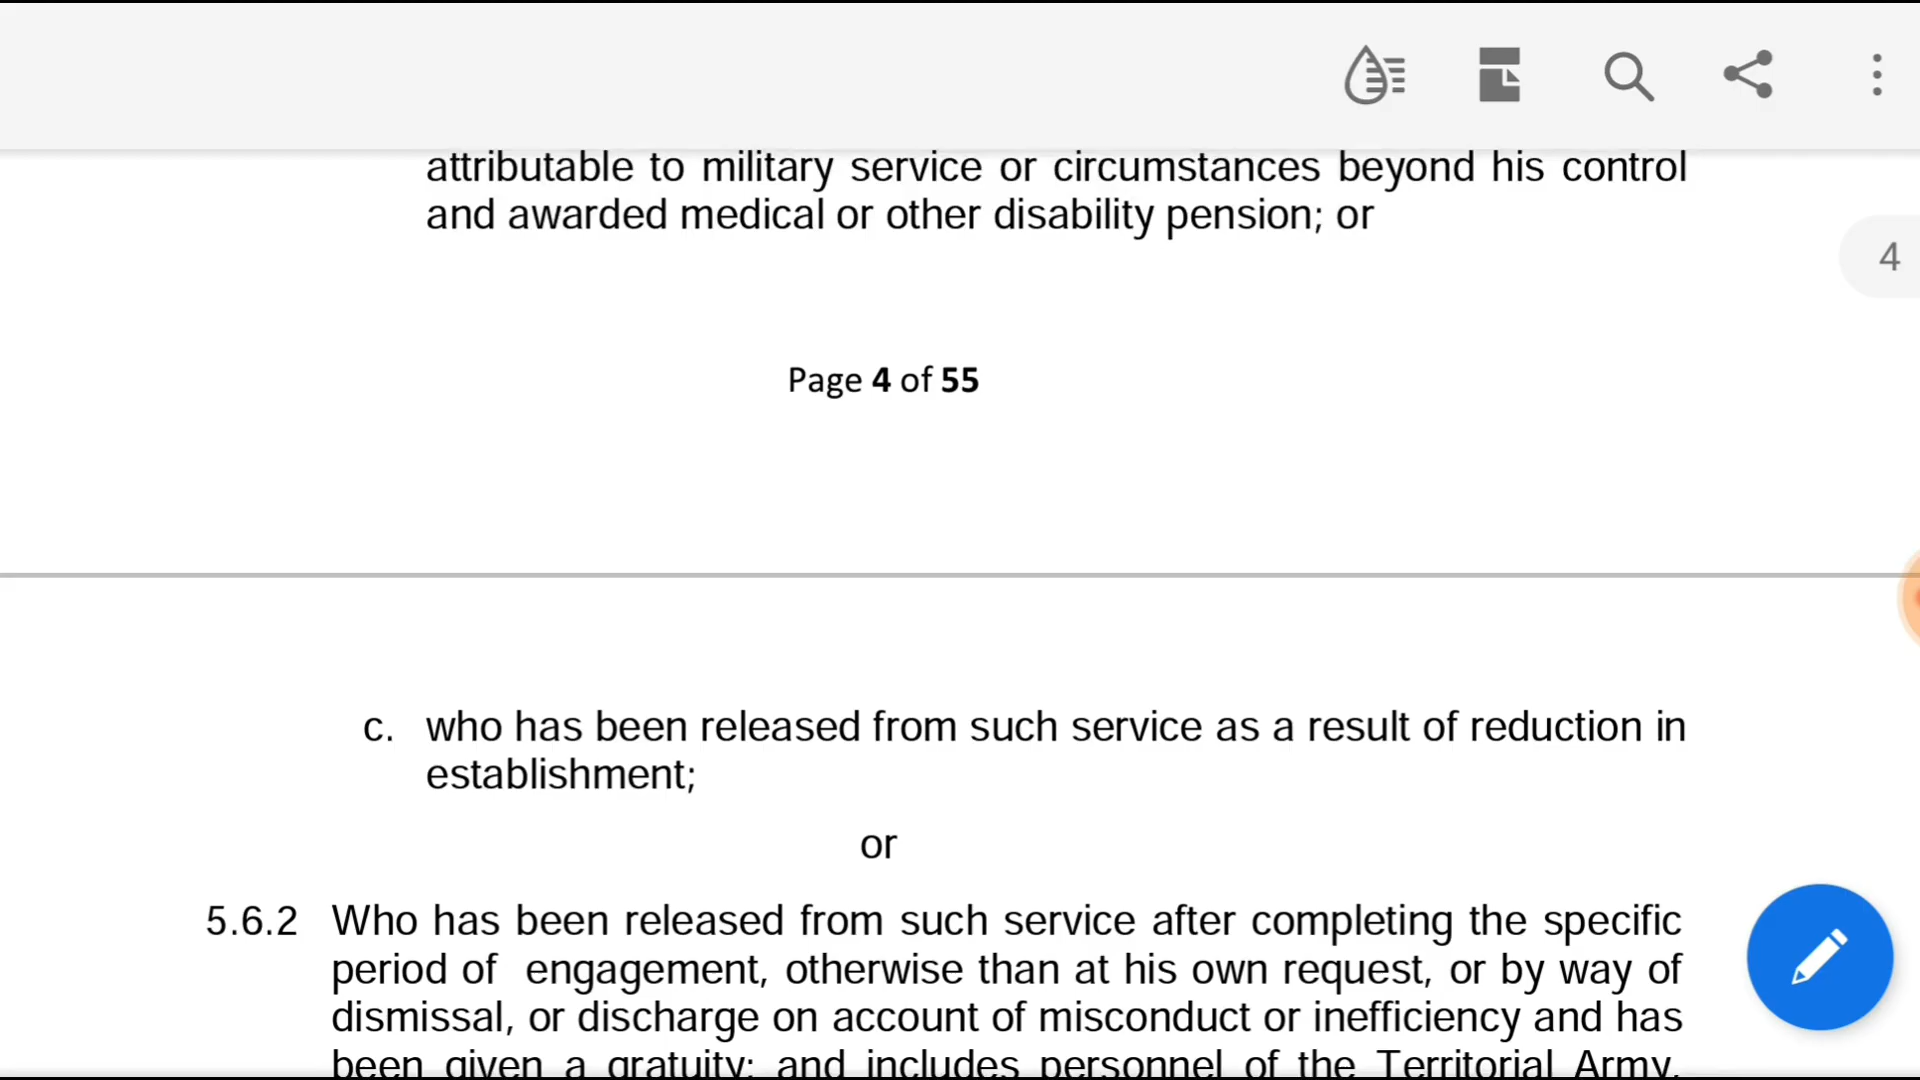 attributable to military service or circumstances beyond his control
and awarded medical or other disability pension; or
4
Page 4 of 55
c. who has been released from such service as a result of reduction in
establishment;
or
5.6.2 Who has been released from such service after completing the specific
period of engagement, otherwise than at his own request, or by way of
dismissal, or discharge on account of misconduct or inefficiency and has
been given a gratuity; and includes personnel of the Territorial Army,